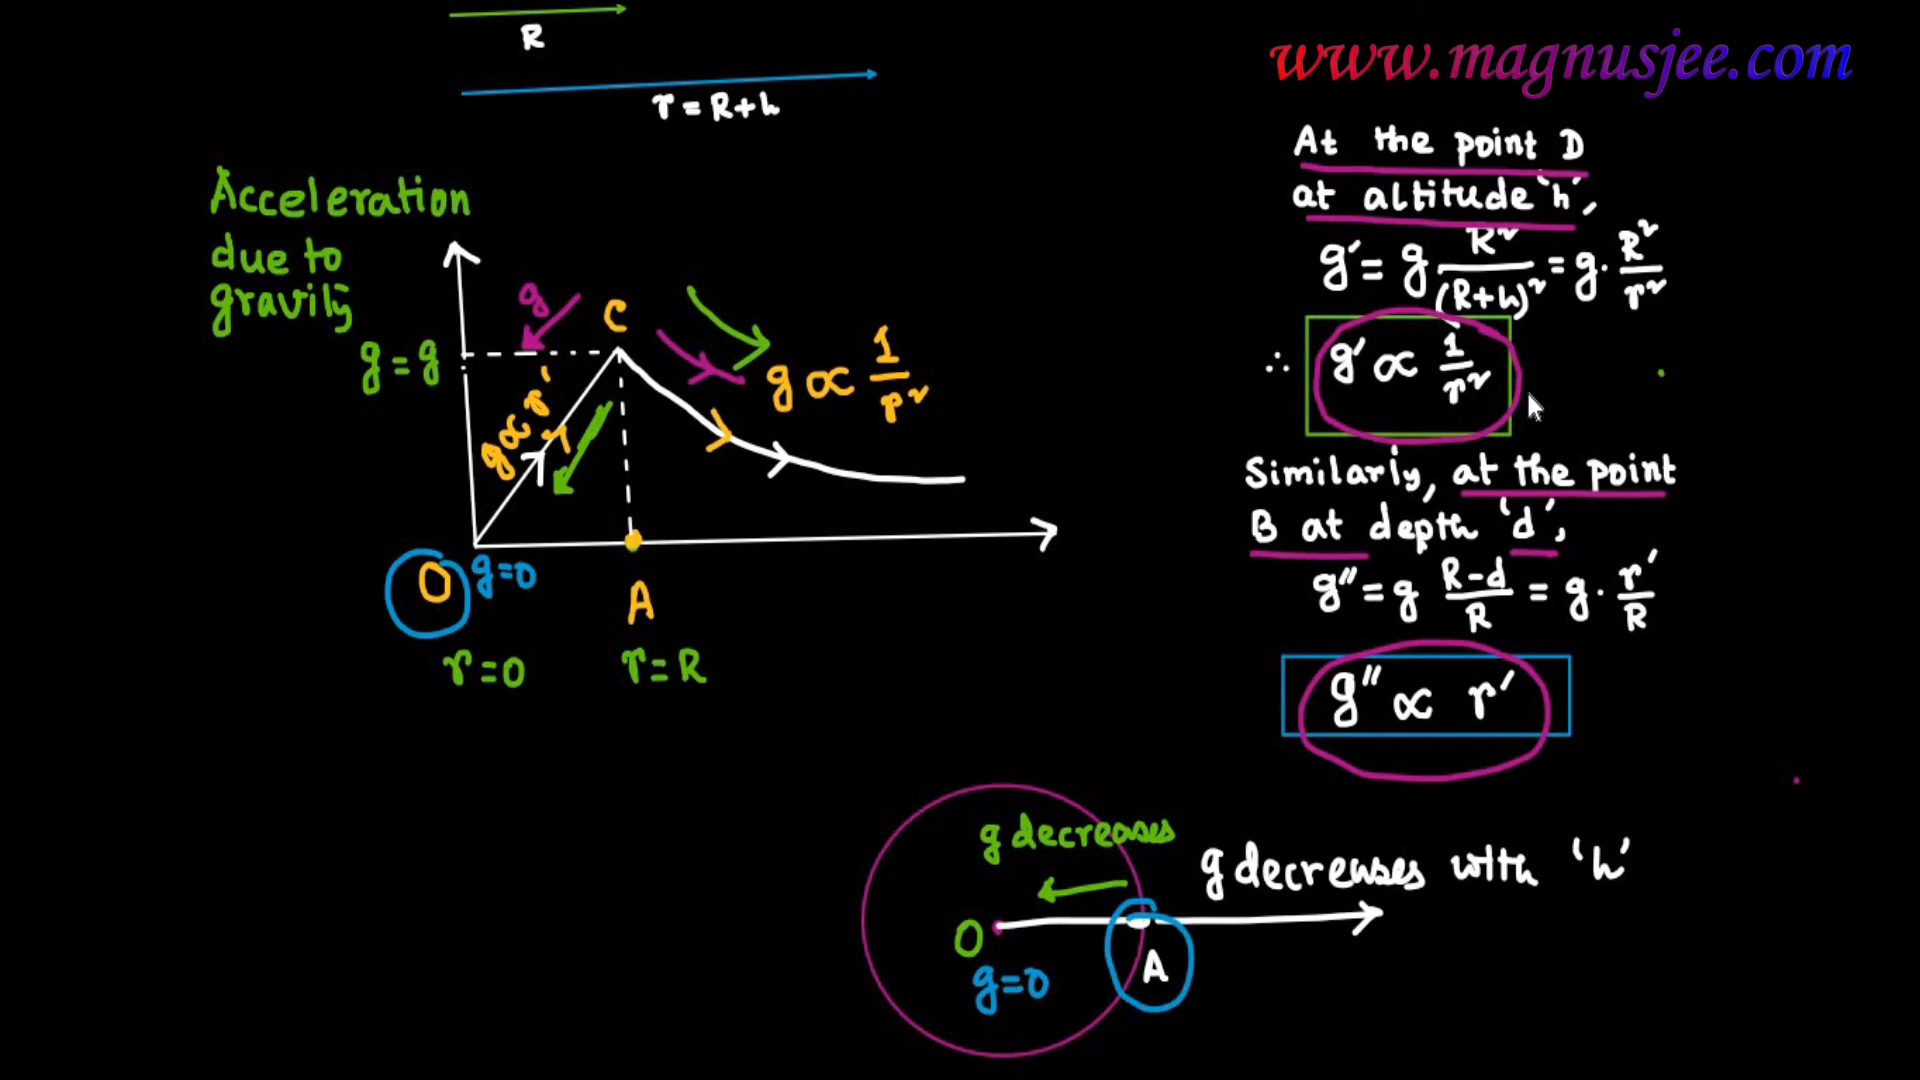 R
r = R+h
www.magnusjee.com
At the point D
at altitude 'h',
g' = g R²/(R+h)² = g · R²/r²
∴ g' ∝ 1/r²
Similarly, at the point
B at depth 'd',
g'' = g R-d/R = g · r'/R
g'' ∝ r'
Acceleration
due to
gravity
g
C
g = g
g ∝ r'
g ∝ 1/r²
O
g=0
A
r = 0
r = R
g decreases
g decreases with 'h'
O
A
g=0